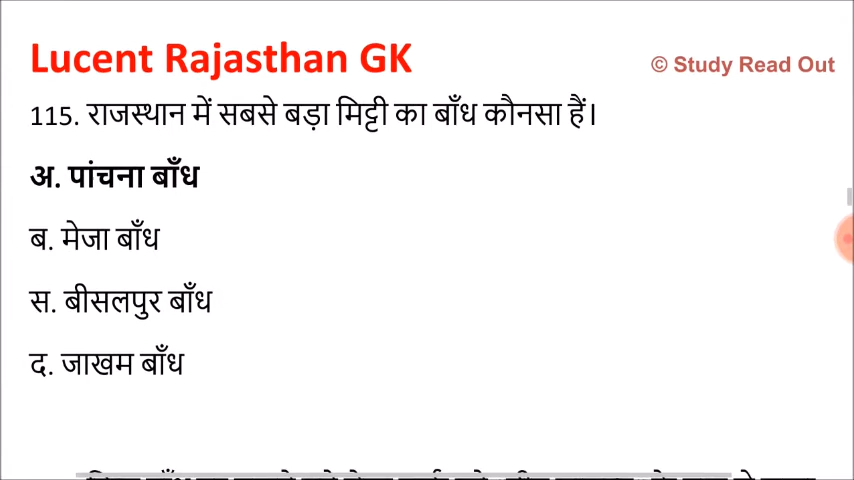 Lucent Rajasthan GK
© Study Read Out
115. राजस्थान में सबसे बड़ा मिट्टी का बाँध कौनसा हैं।
अ. पांचना बाँध
ब. मेजा बाँध
स. बीसलपुर बाँध
द. जाखम बाँध